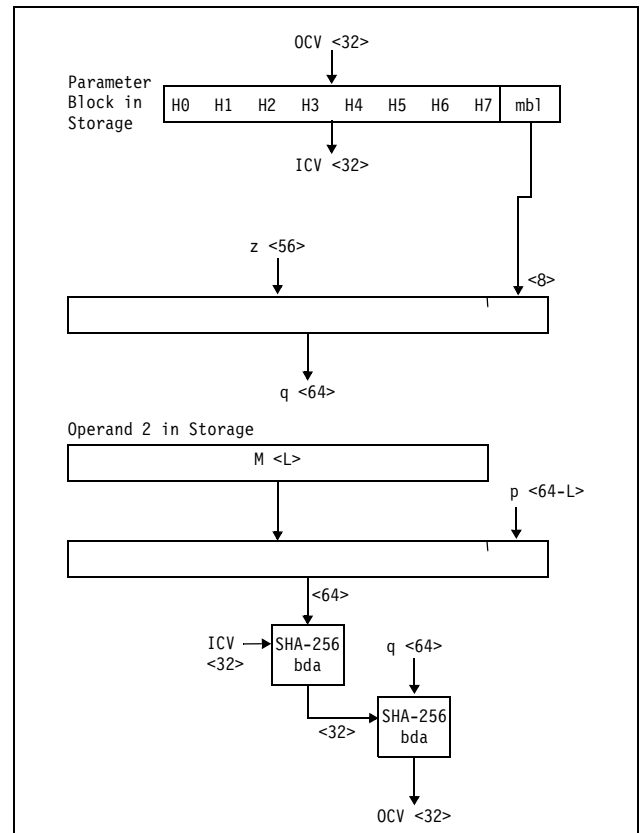 OCV <32>
Parameter
Block in
Storage
H0 H1 H2 H3 H4 H5 H6 H7 mbl
ICV <32>
z <56>
<8>
q <64>
Operand 2 in Storage
M <L>
p <64-L>
<64>
ICV
<32>
SHA-256
bda
q <64>
<32>
SHA-256
bda
OCV <32>